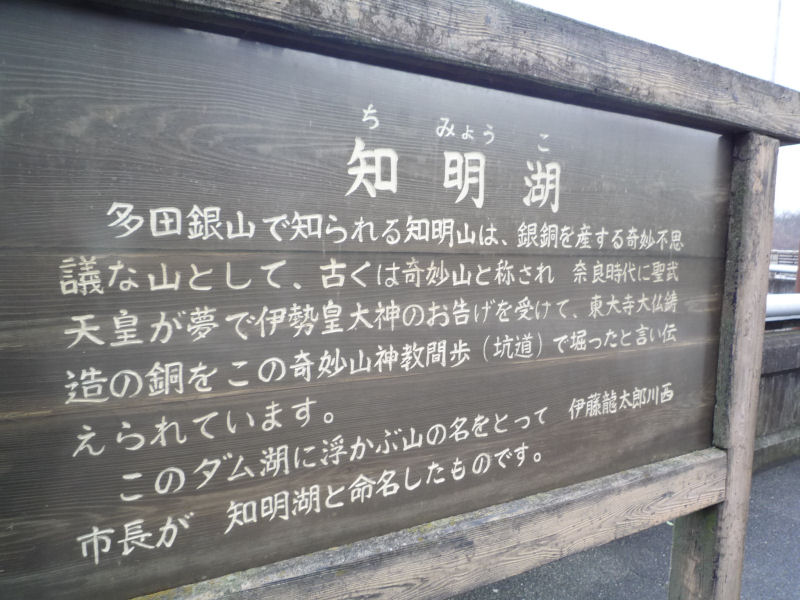 ち みょう こ
知明湖
多田銀山で知られる知明山は、銀銅を産する奇妙不思
議な山として、古くは奇妙山と称され 奈良時代に聖武
天皇が夢で伊勢皇大神のお告げを受けて、東大寺大仏鋳
造の銅をこの奇妙山神教間歩（坑道）で堀ったと言い伝
えられています。
このダム湖に浮かぶ山の名をとって 伊藤龍太郎川西
市長が 知明湖と命名したものです。